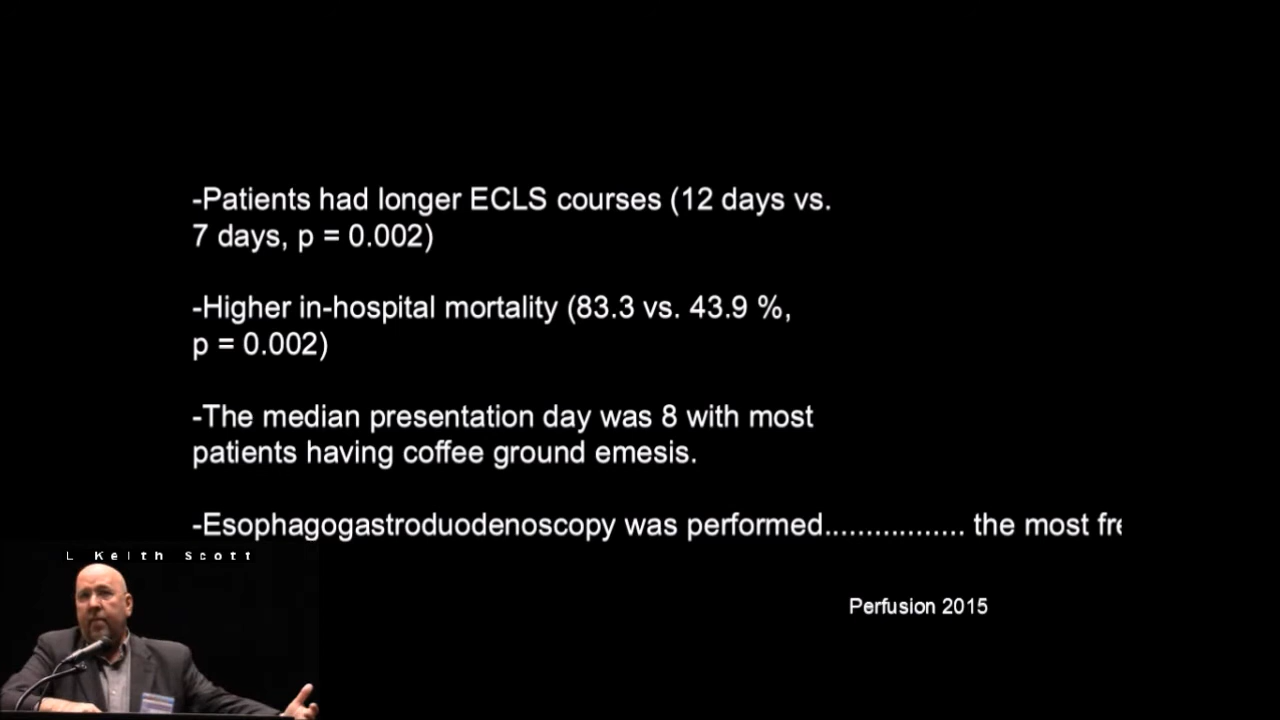 -Patients had longer ECLS courses (12 days vs.
7 days, p = 0.002)
-Higher in-hospital mortality (83.3 vs. 43.9 %,
p = 0.002)
-The median presentation day was 8 with most
patients having coffee ground emesis.
-Esophagogastroduodenoscopy was performed................. the most fre
L Keith Scott
Perfusion 2015